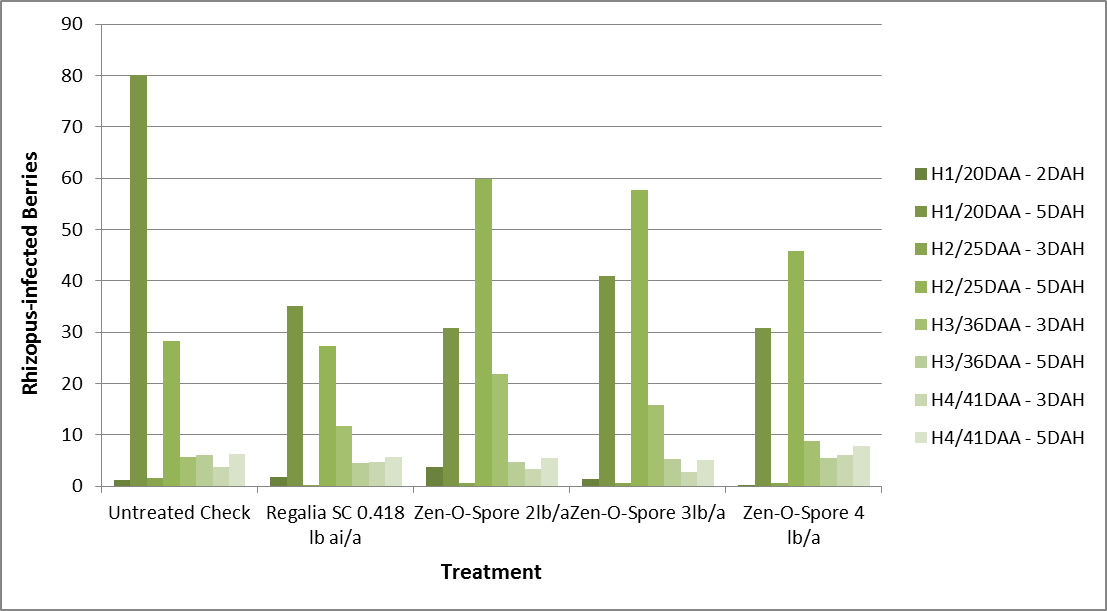 90
80
70
60
50
40
30
20
10
0
Rhizopus-infected Berries
Untreated Check
Regalia SC 0.418
lb ai/a
Zen-O-Spore 2lb/a
Zen-O-Spore 3lb/a
Zen-O-Spore 4
lb/a
Treatment
H1/20DAA - 2DAH
H1/20DAA - 5DAH
H2/25DAA - 3DAH
H2/25DAA - 5DAH
H3/36DAA - 3DAH
H3/36DAA - 5DAH
H4/41DAA - 3DAH
H4/41DAA - 5DAH